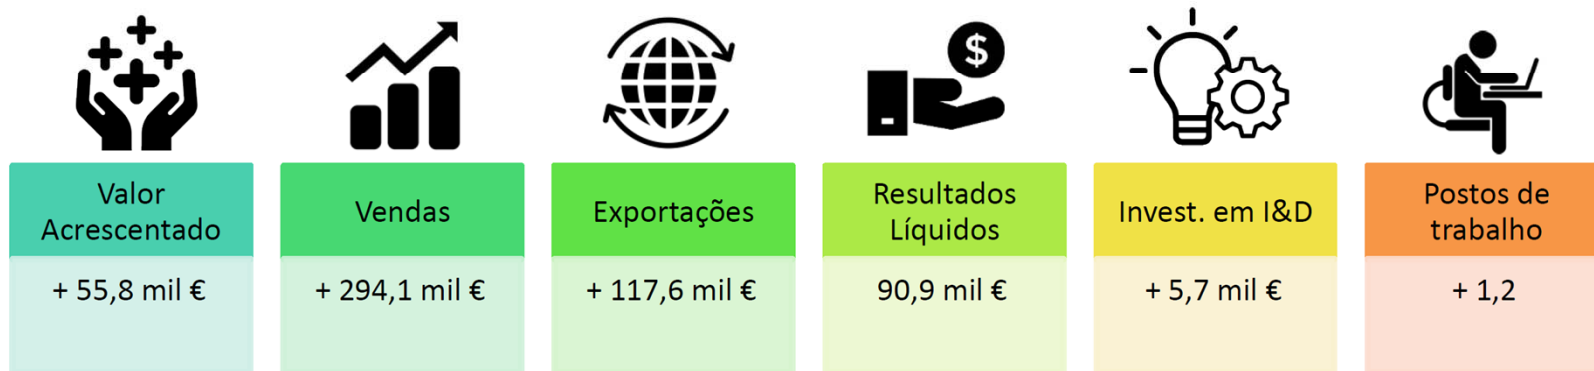 $
Valor
Acrescentado
+ 55,8 mil €
Vendas
+ 294,1 mil €
Exportações
+ 117,6 mil €
Resultados
Líquidos
90,9 mil €
Invest. em I&D
+ 5,7 mil €
Postos de
trabalho
+ 1,2